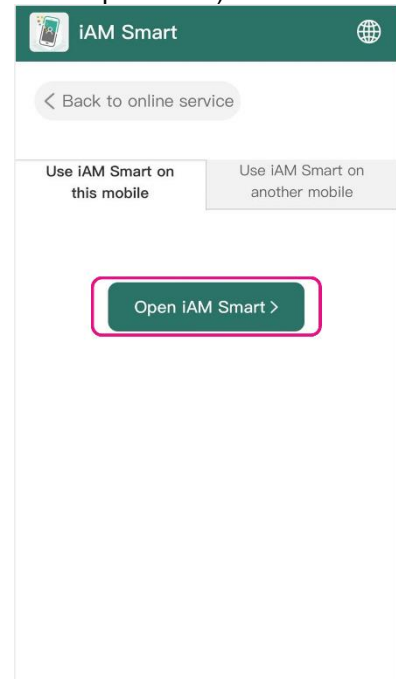 iAM Smart
< Back to online service
Use iAM Smart on
this mobile
Use iAM Smart on
another mobile
Open iAM Smart >